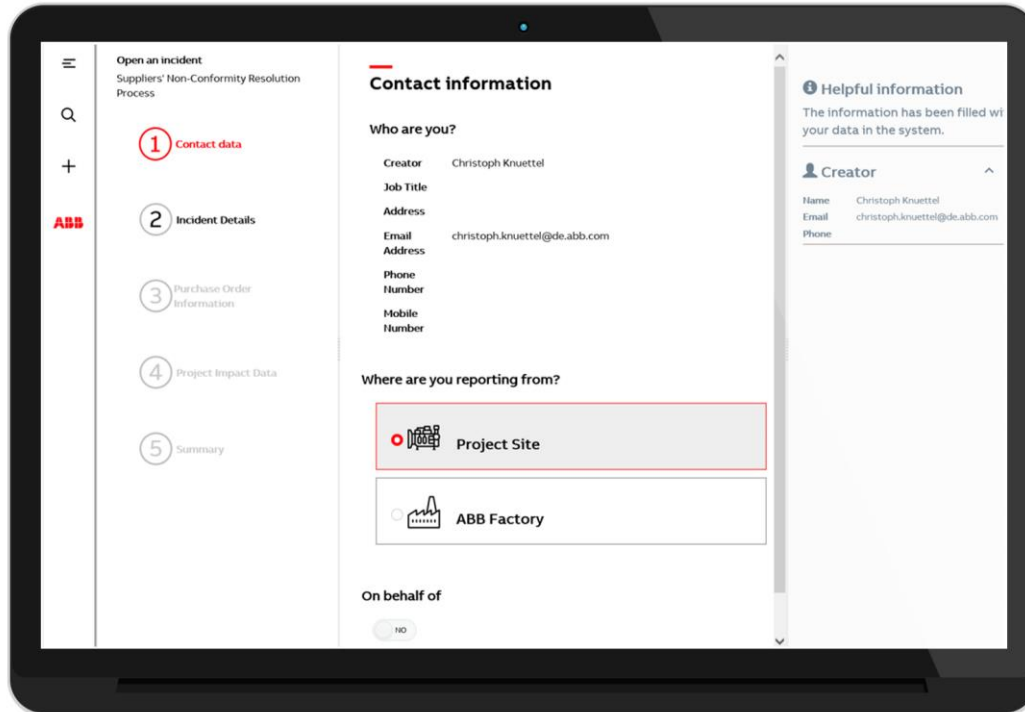 Open an incident
Suppliers' Non-Conformity Resolution
Process
1 Contact data
2 Incident Details
3 Purchase Order
Information
4 Project Impact Data
5 Summary
ABB
Contact information
Who are you?
Creator Christoph Knuettel
Job Title
Address
Email christoph.knuettel@de.abb.com
Address
Phone
Number
Mobile
Number
Where are you reporting from?
Project Site
ABB Factory
On behalf of
NO
Helpful information
The information has been filled wi
your data in the system.
Creator
Name Christoph Knuettel
Email christoph.knuettel@de.abb.com
Phone